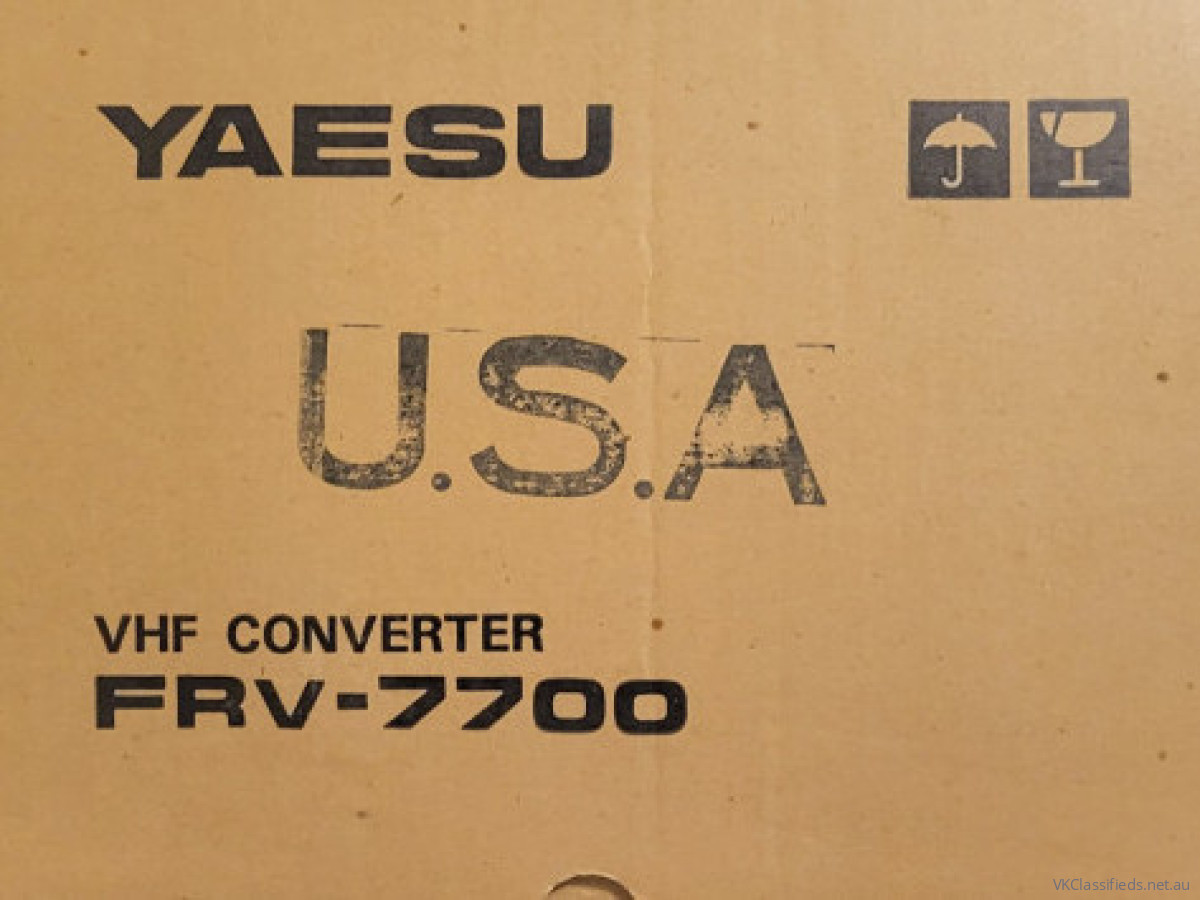 YAESU
U.S.A
VHF CONVERTER
FRV-7700
VKClassifieds.net.au